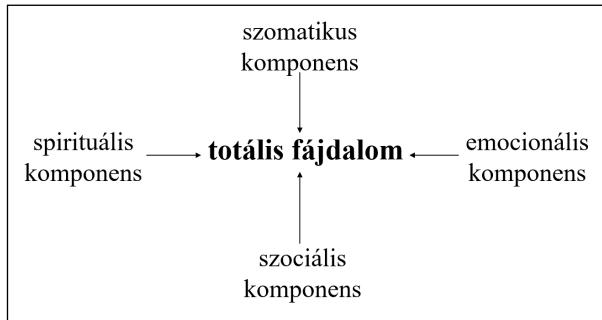 szomatikus
komponens
spirituális
komponens
totális fájdalom
emocionális
komponens
szociális
komponens